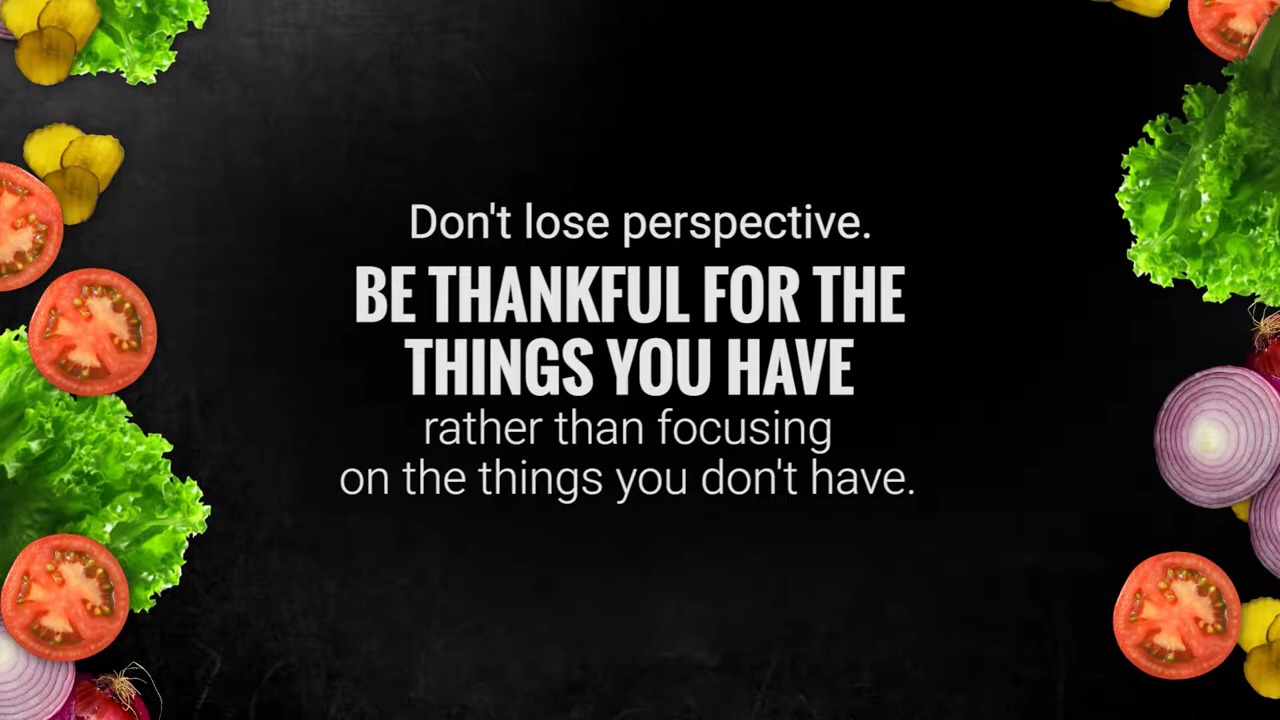 Don't lose perspective.
BE THANKFUL FOR THE
THINGS YOU HAVE
rather than focusing
on the things you don't have.